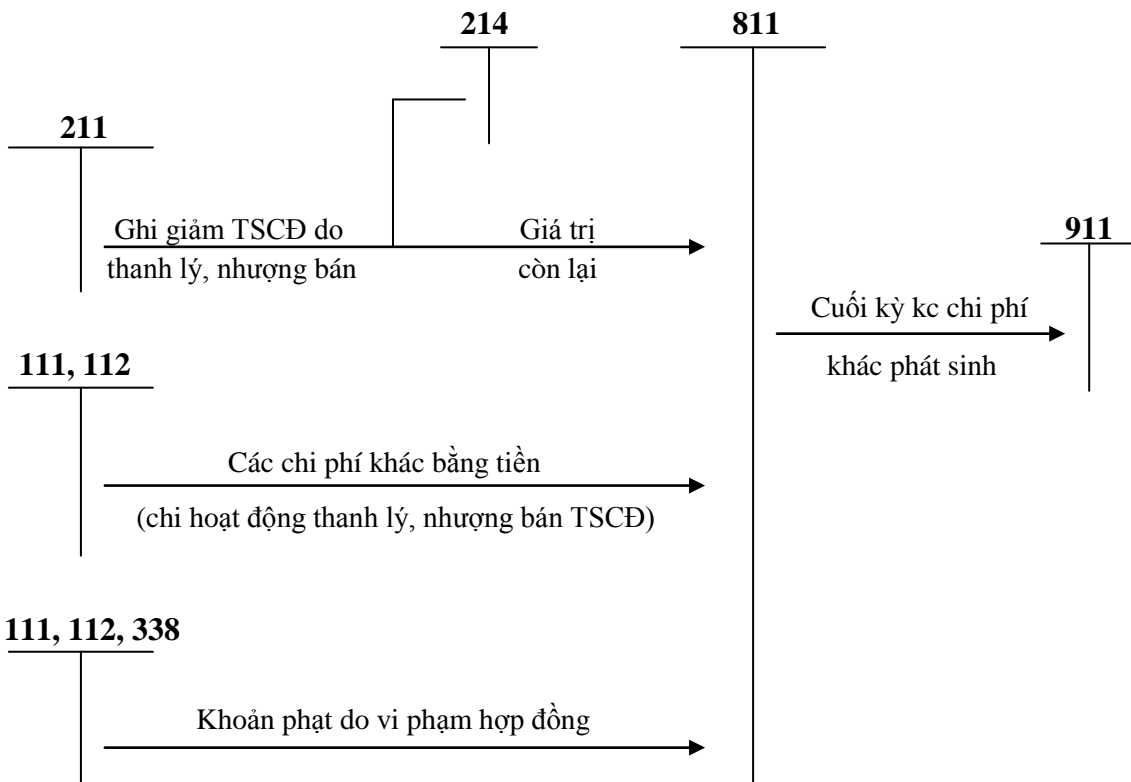 214
811
211
Ghi giảm TSCĐ do
thanh lý, nhượng bán
Giá trị
còn lại
911
Cuối kỳ kc chi phí
khác phát sinh
111, 112
Các chi phí khác bằng tiền
(chi hoạt động thanh lý, nhượng bán TSCĐ)
111, 112, 338
Khoản phạt do vi phạm hợp đồng